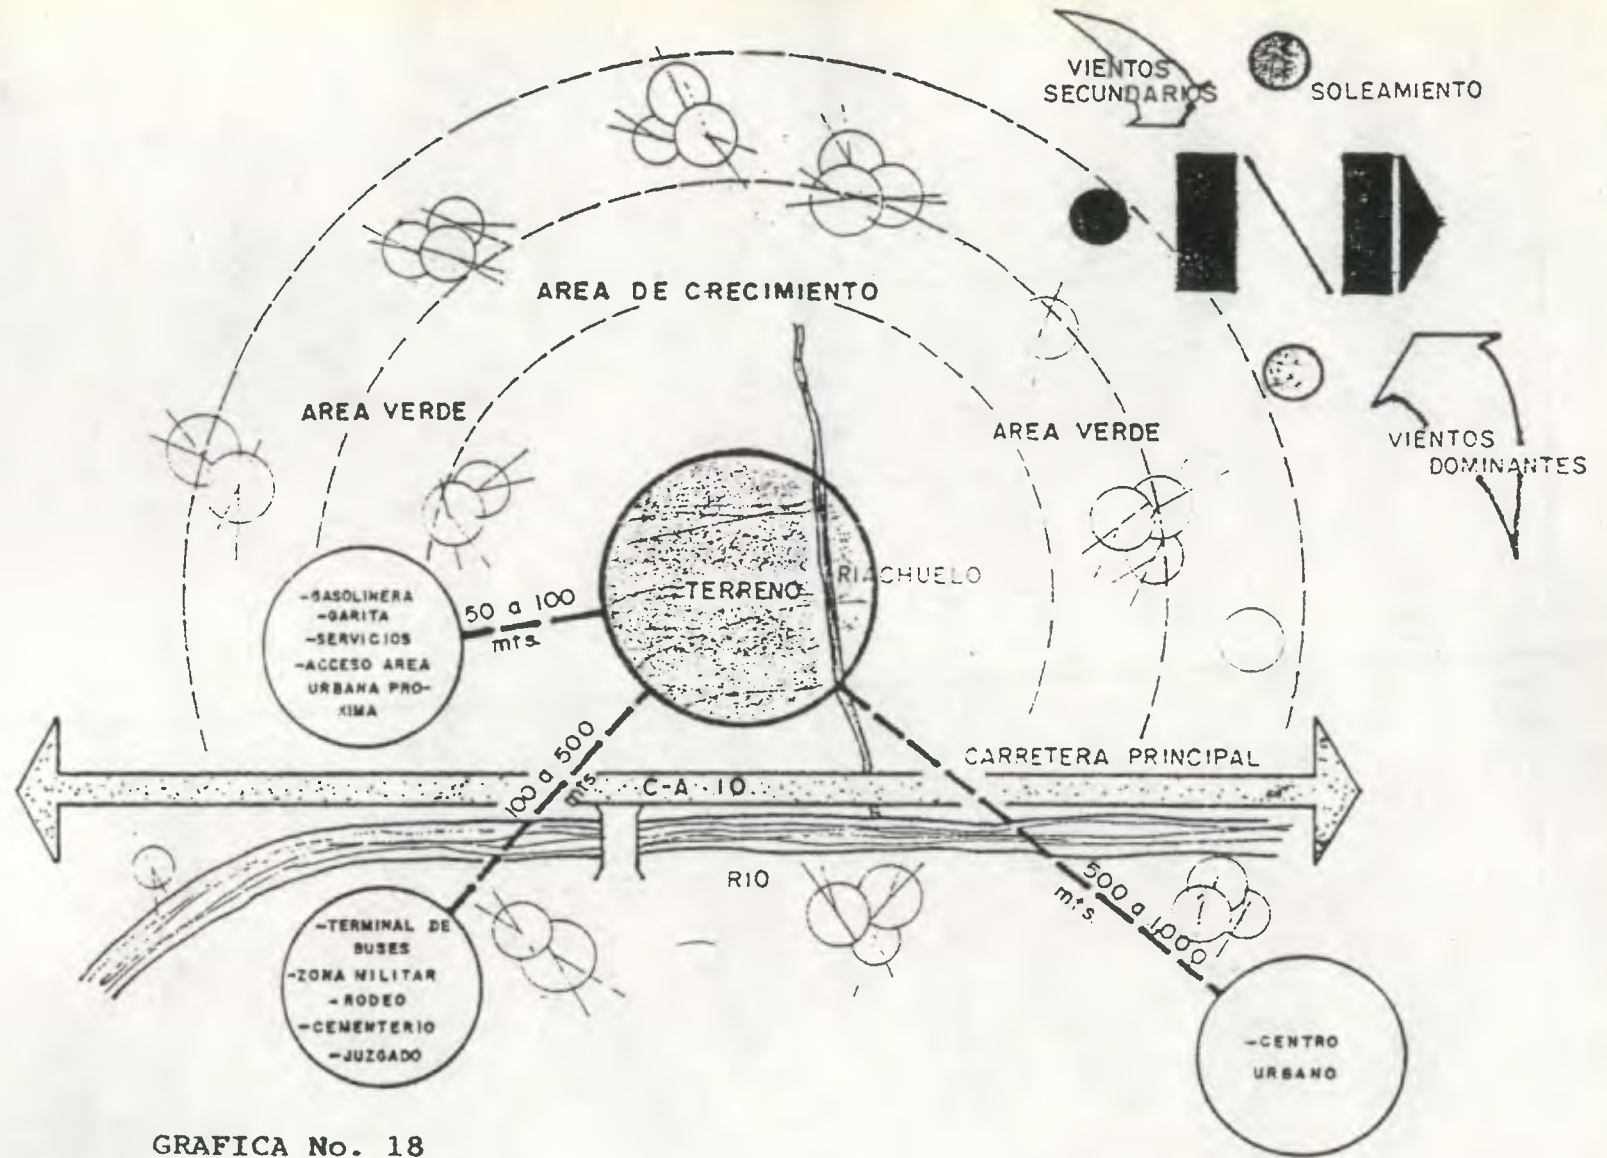 VIENTOS
SECUNDARIOS
SOLEAMIENTO
N
AREA DE CRECIMIENTO
AREA VERDE
AREA VERDE
VIENTOS
DOMINANTES
-GASOLINERA
-GARITA
-SERVICIOS
-ACCESO AREA
URBANA PRO-
XIMA
50 a 100
mts.
TERRENO
RIACHUELO
100 a 500
mts
CARRETERA PRINCIPAL
C-A-10
RIO
500 a 1,000
mts.
-TERMINAL DE
BUSES
-ZONA MILITAR
-RODEO
-CEMENTERIO
-JUZGADO
-CENTRO
URBANO
GRAFICA No. 18